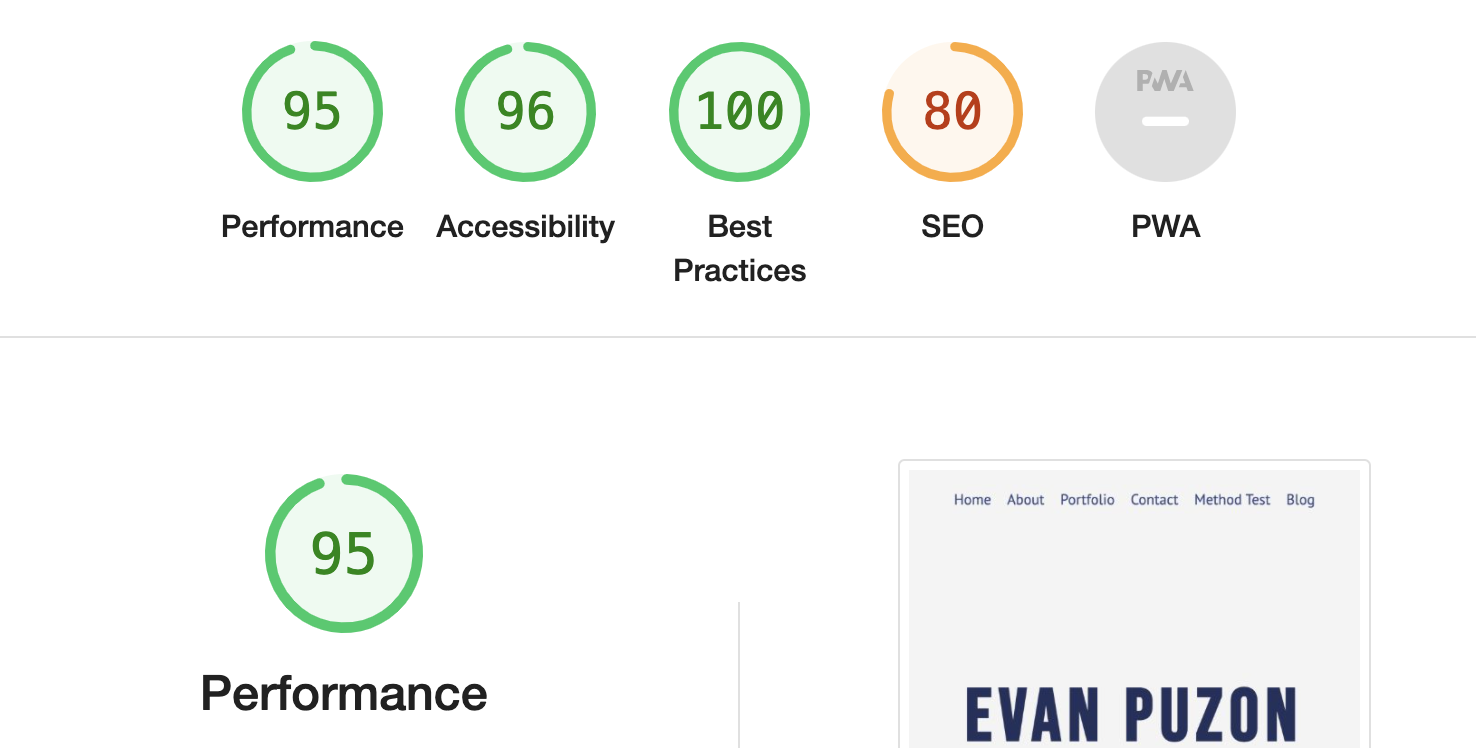 95 96 100 80 PWA
Performance Accessibility Best Practices SEO PWA
95
Performance
Home About Portfolio Contact Method Test Blog
EVAN PUZON